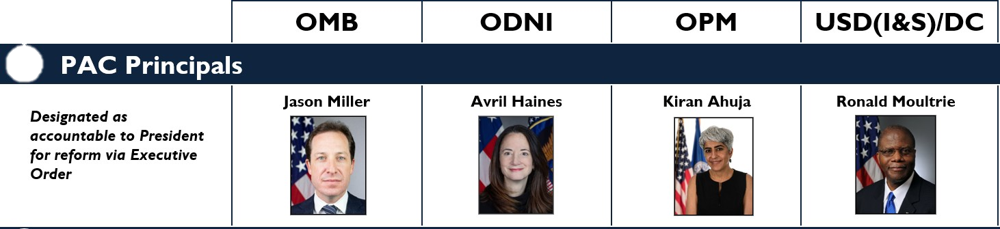 OMB ODNI OPM USD(I&S)/DC
PAC Principals
Jason Miller Avril Haines Kiran Ahuja Ronald Moultrie
Designated as
accountable to President
for reform via Executive
Order